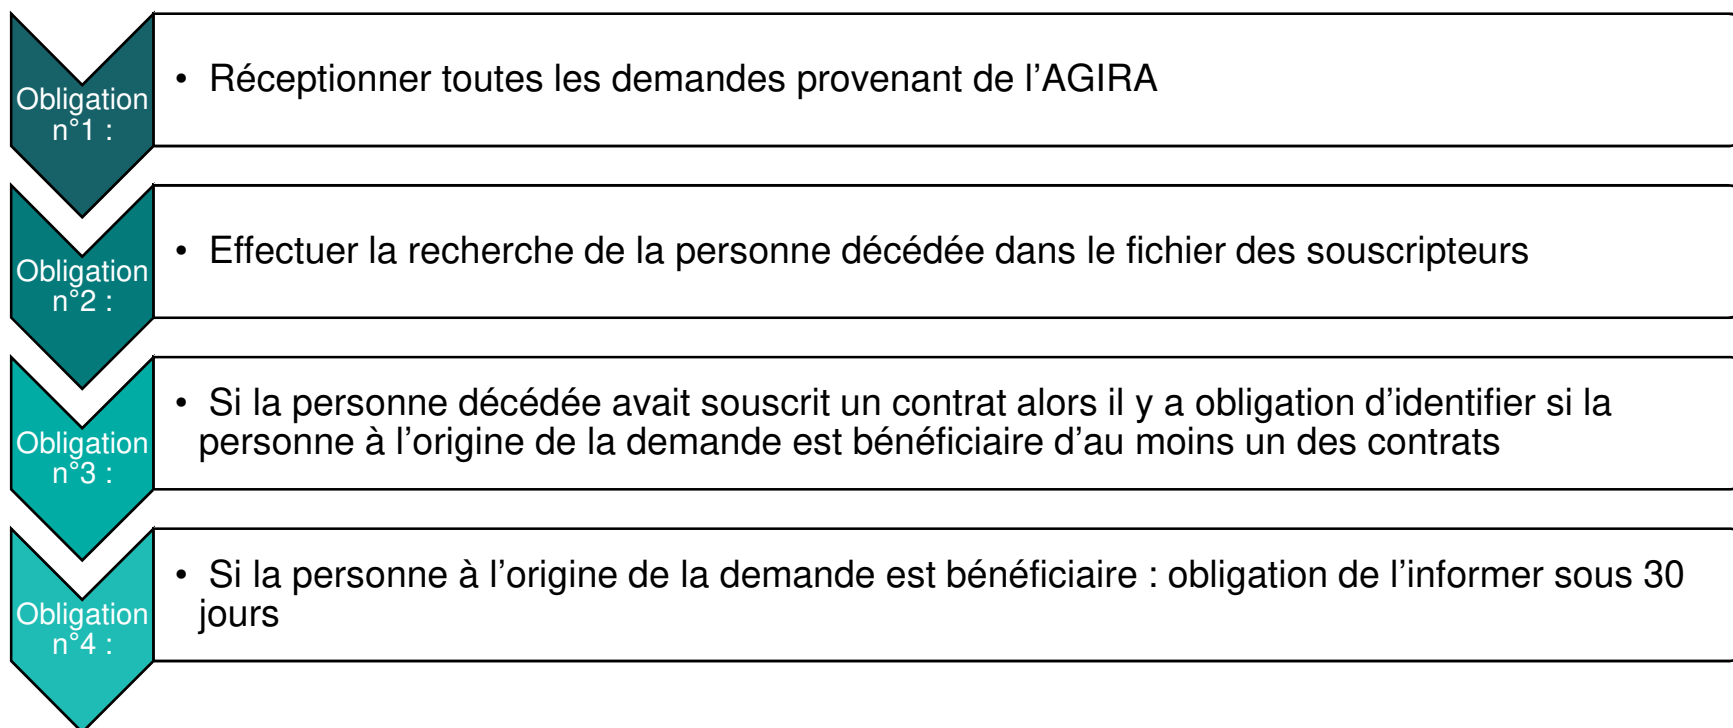 Obligation
n°1 :
• Réceptionner toutes les demandes provenant de l’AGIRA
Obligation
n°2 :
• Effectuer la recherche de la personne décédée dans le fichier des souscripteurs
Obligation
n°3 :
• Si la personne décédée avait souscrit un contrat alors il y a obligation d’identifier si la
personne à l’origine de la demande est bénéficiaire d’au moins un des contrats
Obligation
n°4 :
• Si la personne à l’origine de la demande est bénéficiaire : obligation de l’informer sous 30
jours